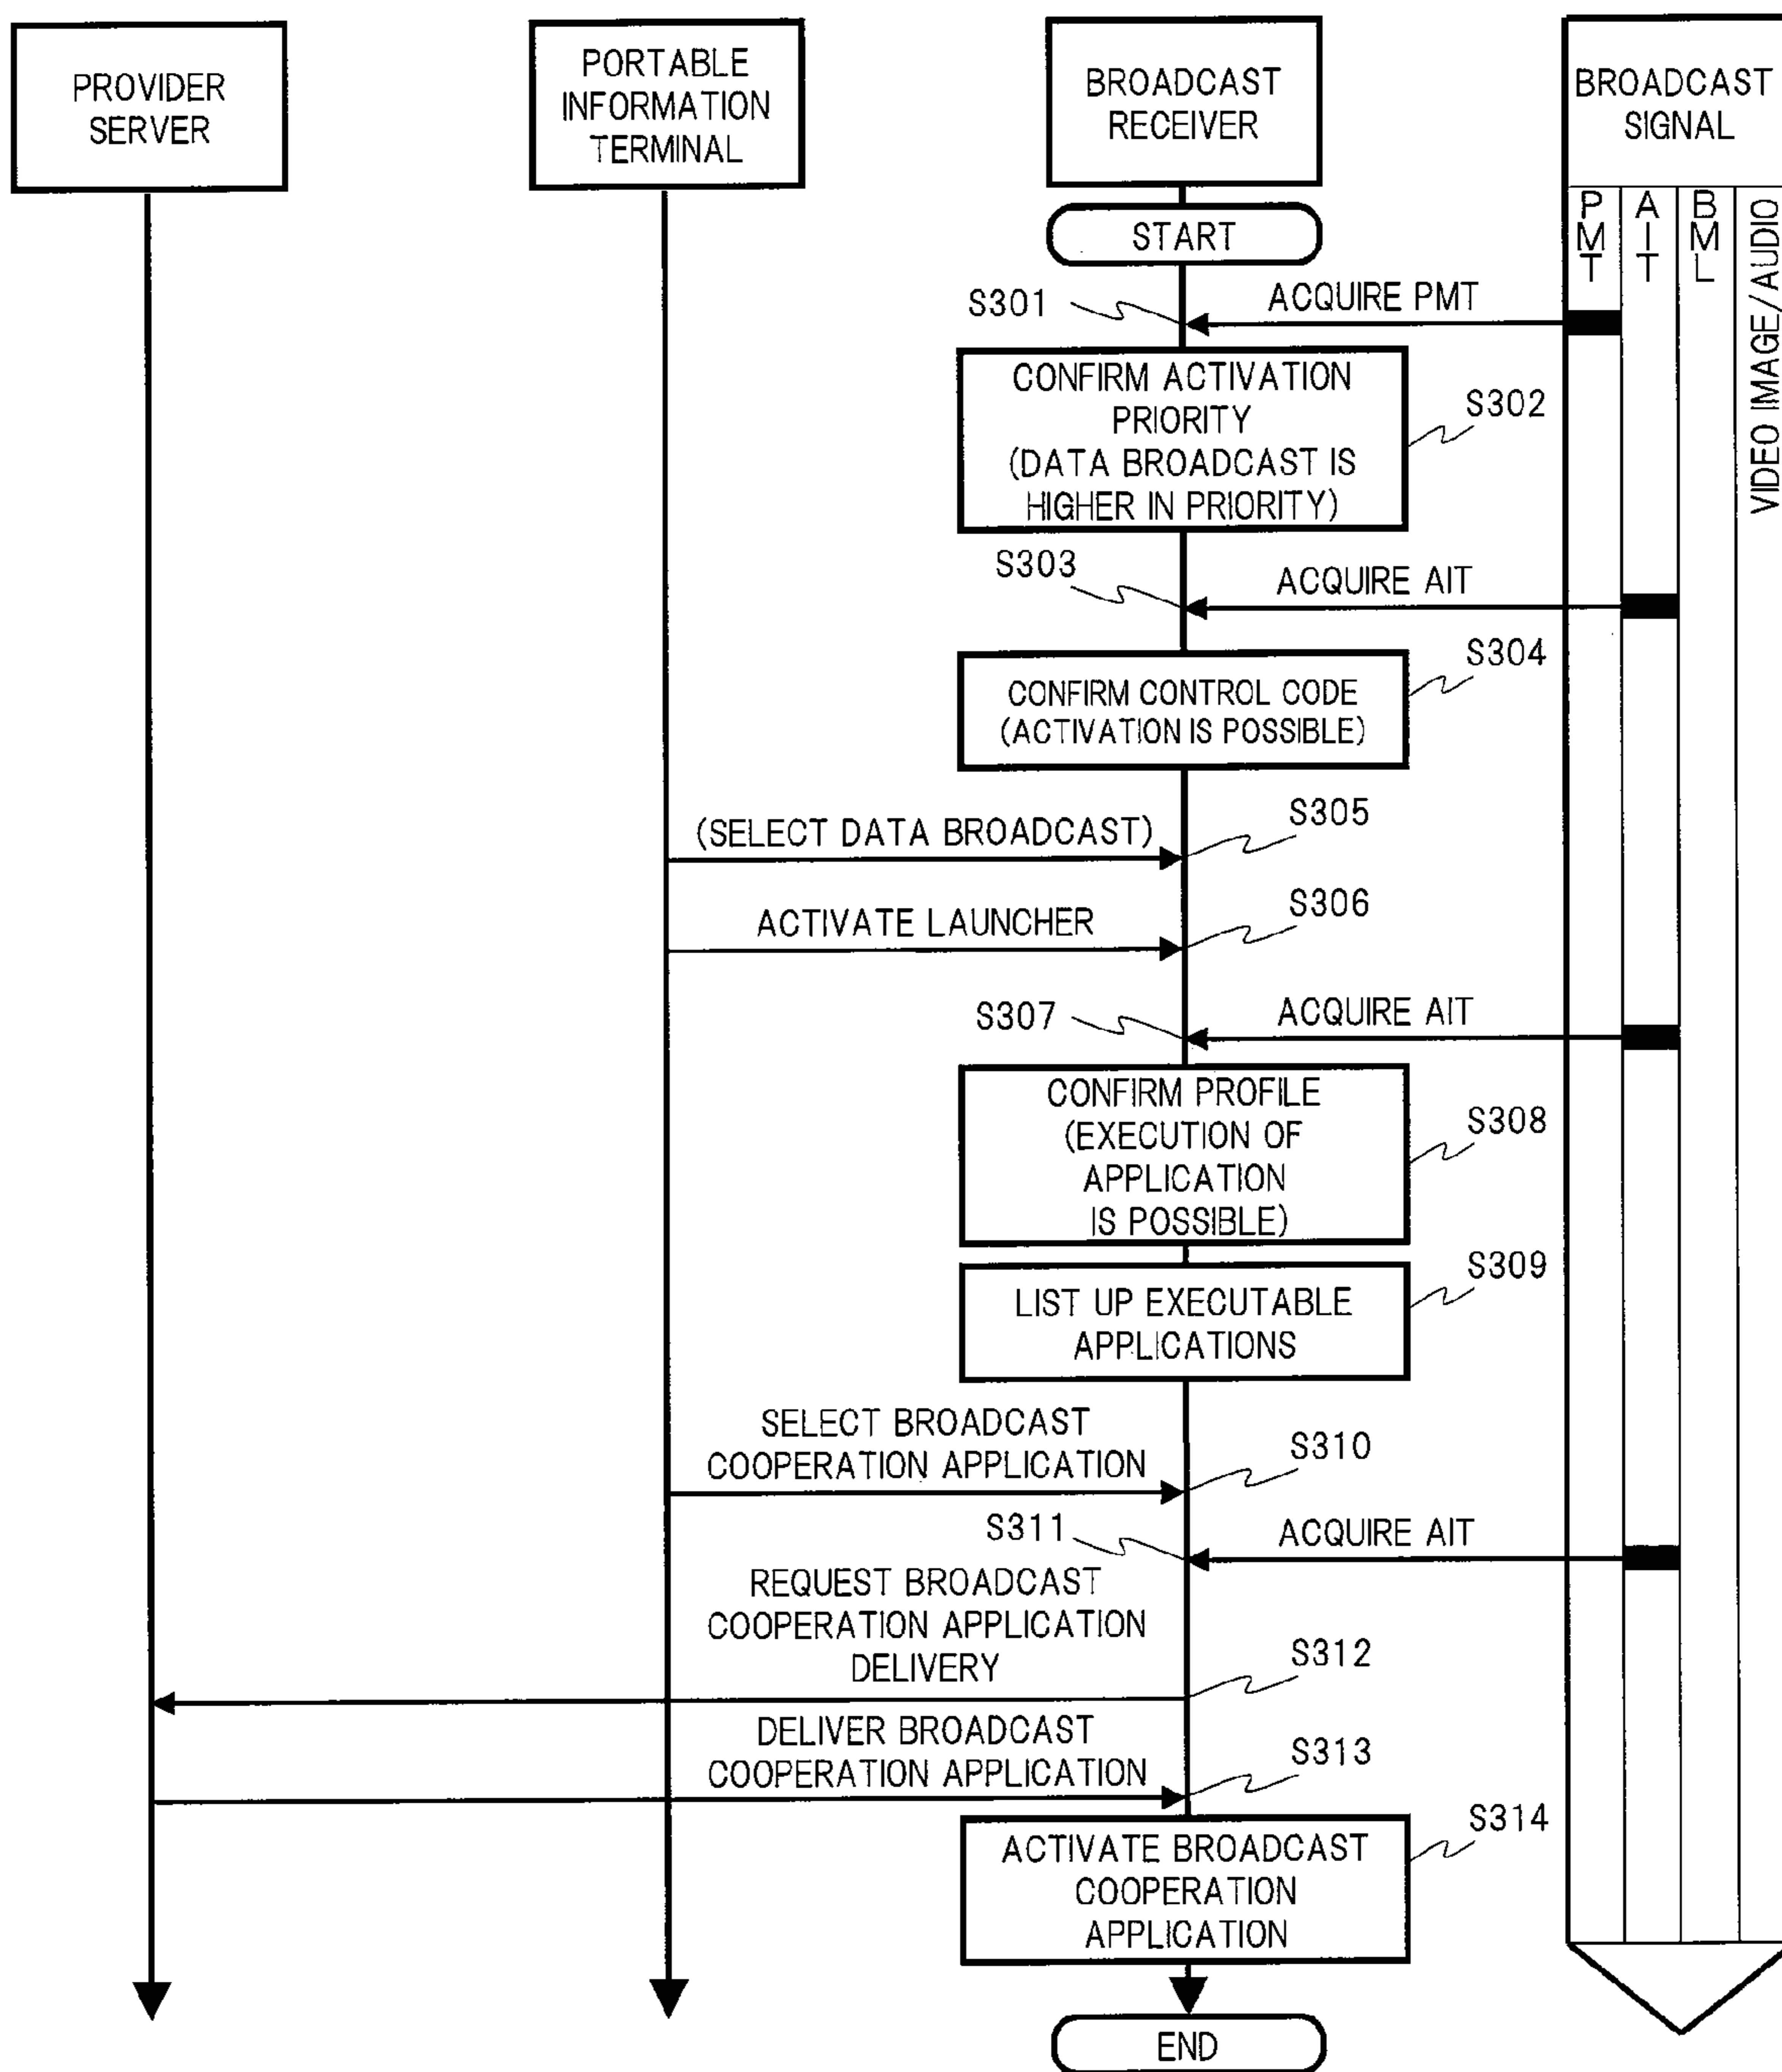 PROVIDER
SERVER
PORTABLE
INFORMATION
TERMINAL
BROADCAST
RECEIVER
BROADCAST
SIGNAL
PMT
AIT
BML
VIDEO IMAGE/AUDIO
START
S301
ACQUIRE PMT
CONFIRM ACTIVATION
PRIORITY
(DATA BROADCAST IS
HIGHER IN PRIORITY)
S302
S303
ACQUIRE AIT
CONFIRM CONTROL CODE
(ACTIVATION IS POSSIBLE)
S304
(SELECT DATA BROADCAST)
S305
ACTIVATE LAUNCHER
S306
S307
ACQUIRE AIT
CONFIRM PROFILE
(EXECUTION OF
APPLICATION
IS POSSIBLE)
S308
LIST UP EXECUTABLE
APPLICATIONS
S309
SELECT BROADCAST
COOPERATION APPLICATION
S310
S311
ACQUIRE AIT
REQUEST BROADCAST
COOPERATION APPLICATION
DELIVERY
S312
DELIVER BROADCAST
COOPERATION APPLICATION
S313
ACTIVATE BROADCAST
COOPERATION
APPLICATION
S314
END